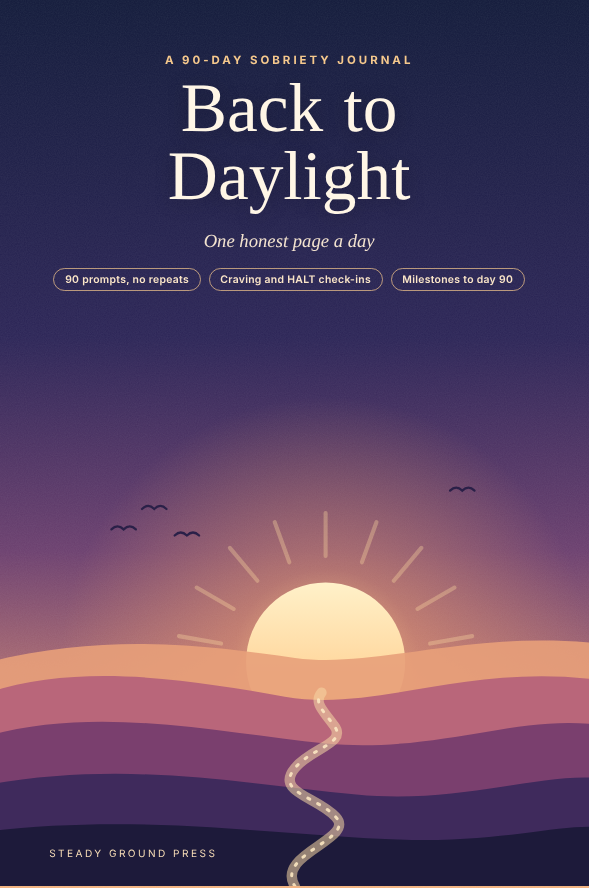 A 90-DAY SOBRIETY JOURNAL
Back to
Daylight
One honest page a day
90 prompts, no repeats
Craving and HALT check-ins
Milestones to day 90
STEADY GROUND PRESS